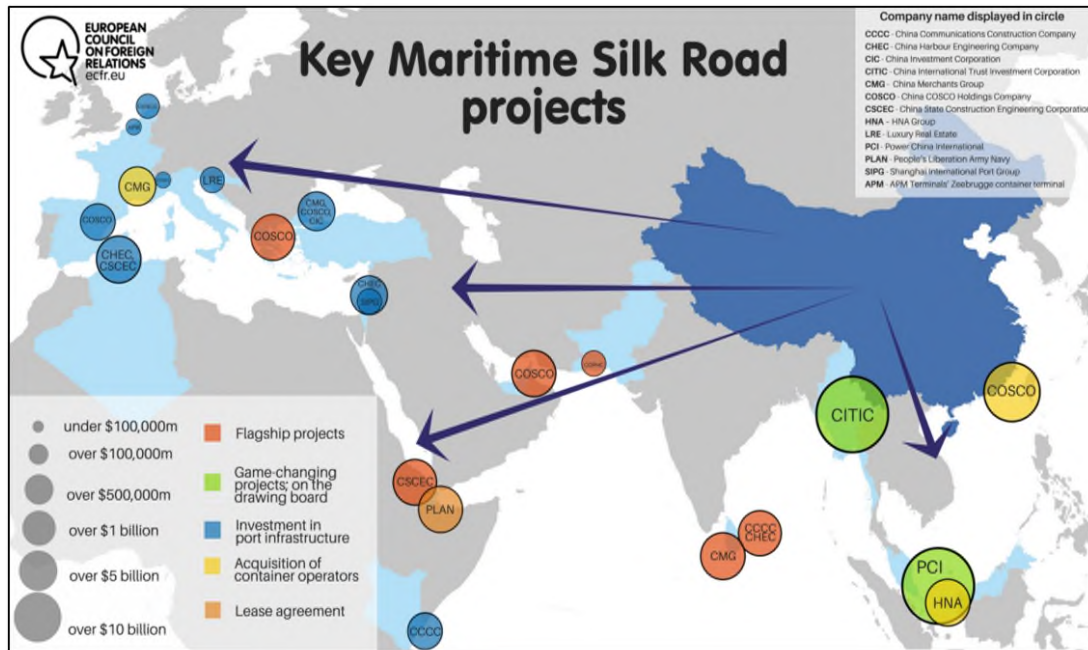 EUROPEAN
COUNCIL
ON FOREIGN
RELATIONS
ecfr.eu
Key Maritime Silk Road
projects
Company name displayed in circle
CCCC - China Communications Construction Company
CHEC - China Harbour Engineering Company
CIC - China Investment Corporation
CITIC - China International Trust Investment Corporation
CMG - China Merchants Group
COSCO - China COSCO Holdings Company
CSCEC - China State Construction Engineering Corporation
HNA - HNA Group
LRE - Luxury Real Estate
PCI - Power China International
PLAN - People's Liberation Army Navy
SIPG - Shanghai International Port Group
APM - APM Terminals' Zeebrugge container terminal
APM
CMG
LRE
COSCO
CHEC,
CSCEC
CMG,
COSCO,
CIC
COSCO
CHEC
SIPG
COSCO
CITIC
COSCO
CSCEC
PLAN
CCCC
CHEC
CMG
PCI
HNA
CCCC
under $100,000m
over $100,000m
over $500,000m
over $1 billion
over $5 billion
over $10 billion
Flagship projects
Game-changing
projects; on the
drawing board
Investment in
port infrastructure
Acquisition of
container operators
Lease agreement